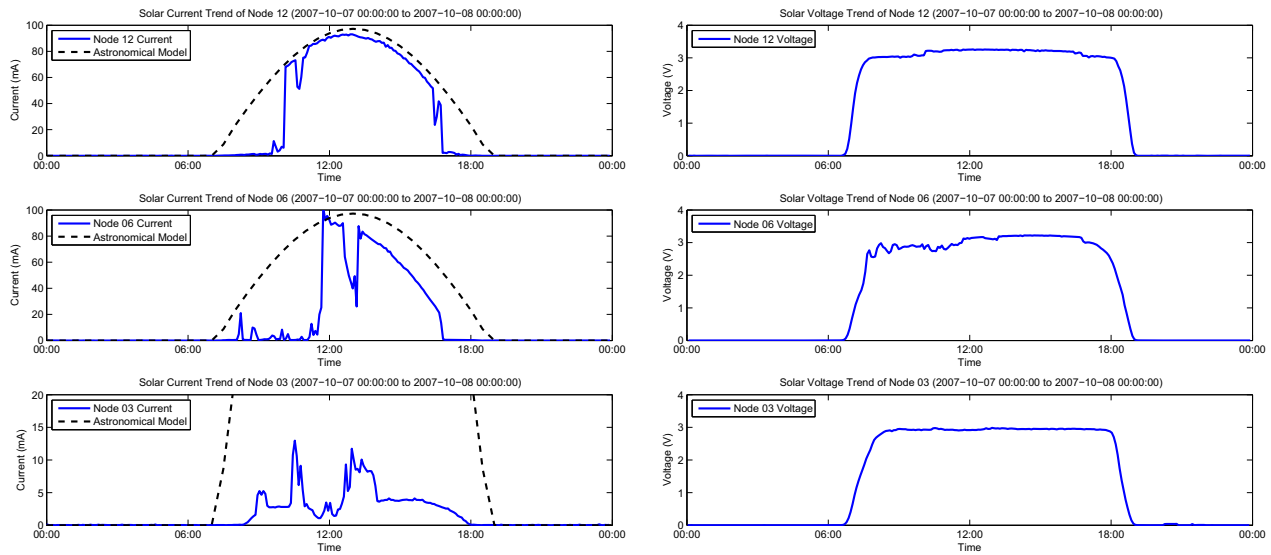 Solar Current Trend of Node 12 (2007−10−07 00:00:00 to 2007−10−08 00:00:00)
Current (mA)
100
80
60
40
20
0
Node 12 Current
Astronomical Model
00:00 06:00 12:00 18:00 00:00
Time
Solar Voltage Trend of Node 12 (2007−10−07 00:00:00 to 2007−10−08 00:00:00)
Voltage (V)
4
3
2
1
0
Node 12 Voltage
00:00 06:00 12:00 18:00 00:00
Time
Solar Current Trend of Node 06 (2007−10−07 00:00:00 to 2007−10−08 00:00:00)
Current (mA)
100
80
60
40
20
0
Node 06 Current
Astronomical Model
00:00 06:00 12:00 18:00 00:00
Time
Solar Voltage Trend of Node 06 (2007−10−07 00:00:00 to 2007−10−08 00:00:00)
Voltage (V)
4
3
2
1
0
Node 06 Voltage
00:00 06:00 12:00 18:00 00:00
Time
Solar Current Trend of Node 03 (2007−10−07 00:00:00 to 2007−10−08 00:00:00)
Current (mA)
20
15
10
5
0
Node 03 Current
Astronomical Model
00:00 06:00 12:00 18:00 00:00
Time
Solar Voltage Trend of Node 03 (2007−10−07 00:00:00 to 2007−10−08 00:00:00)
Voltage (V)
4
3
2
1
0
Node 03 Voltage
00:00 06:00 12:00 18:00 00:00
Time